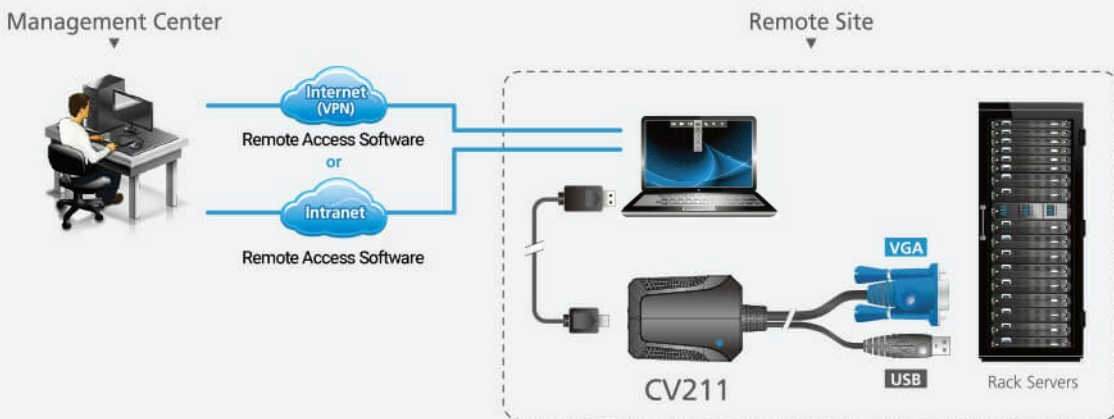 Management Center
Remote Site
Internet
(VPN)
Remote Access Software
or
Intranet
Remote Access Software
VGA
USB
CV211
Rack Servers